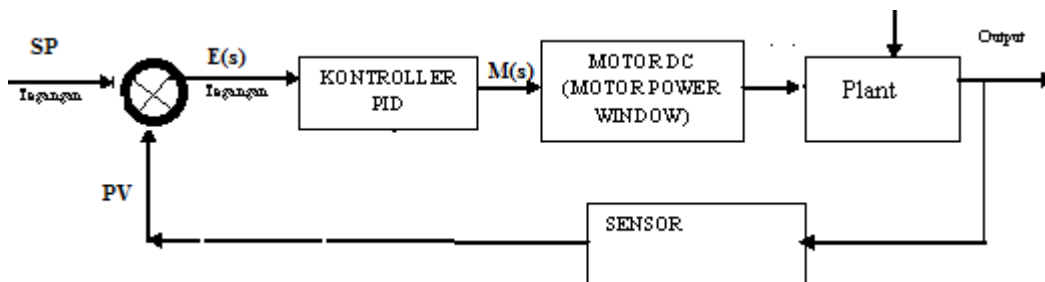 SP
Tegangan
E(s)
Tegangan
KONTROLLER
PID
M(s)
MOTOR DC
(MOTOR POWER
WINDOW)
Plant
Output
PV
SENSOR